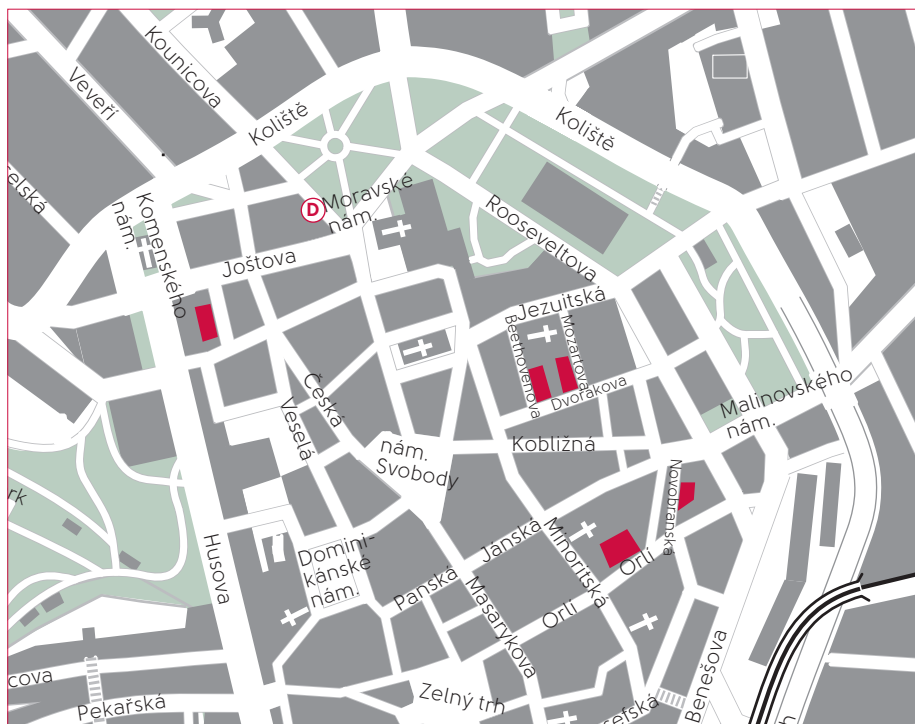 Kounicova
Veveří
Koliště
Koliště
Komenského
nám.
D
Moravské
nám.
Rooseveltova
Joštova
Jezuitská
Beethovenova
Mozartova
Dvořákova
Malinovského
nám.
Česká
Veselá
nám.
Svobody
Kobližná
Novobranská
Husova
Domini-
kánské
nám.
Panská
Jánská
Minoritská
Orlí
Orlí
Masarykova
Zelný trh
Pekařská
Benešova